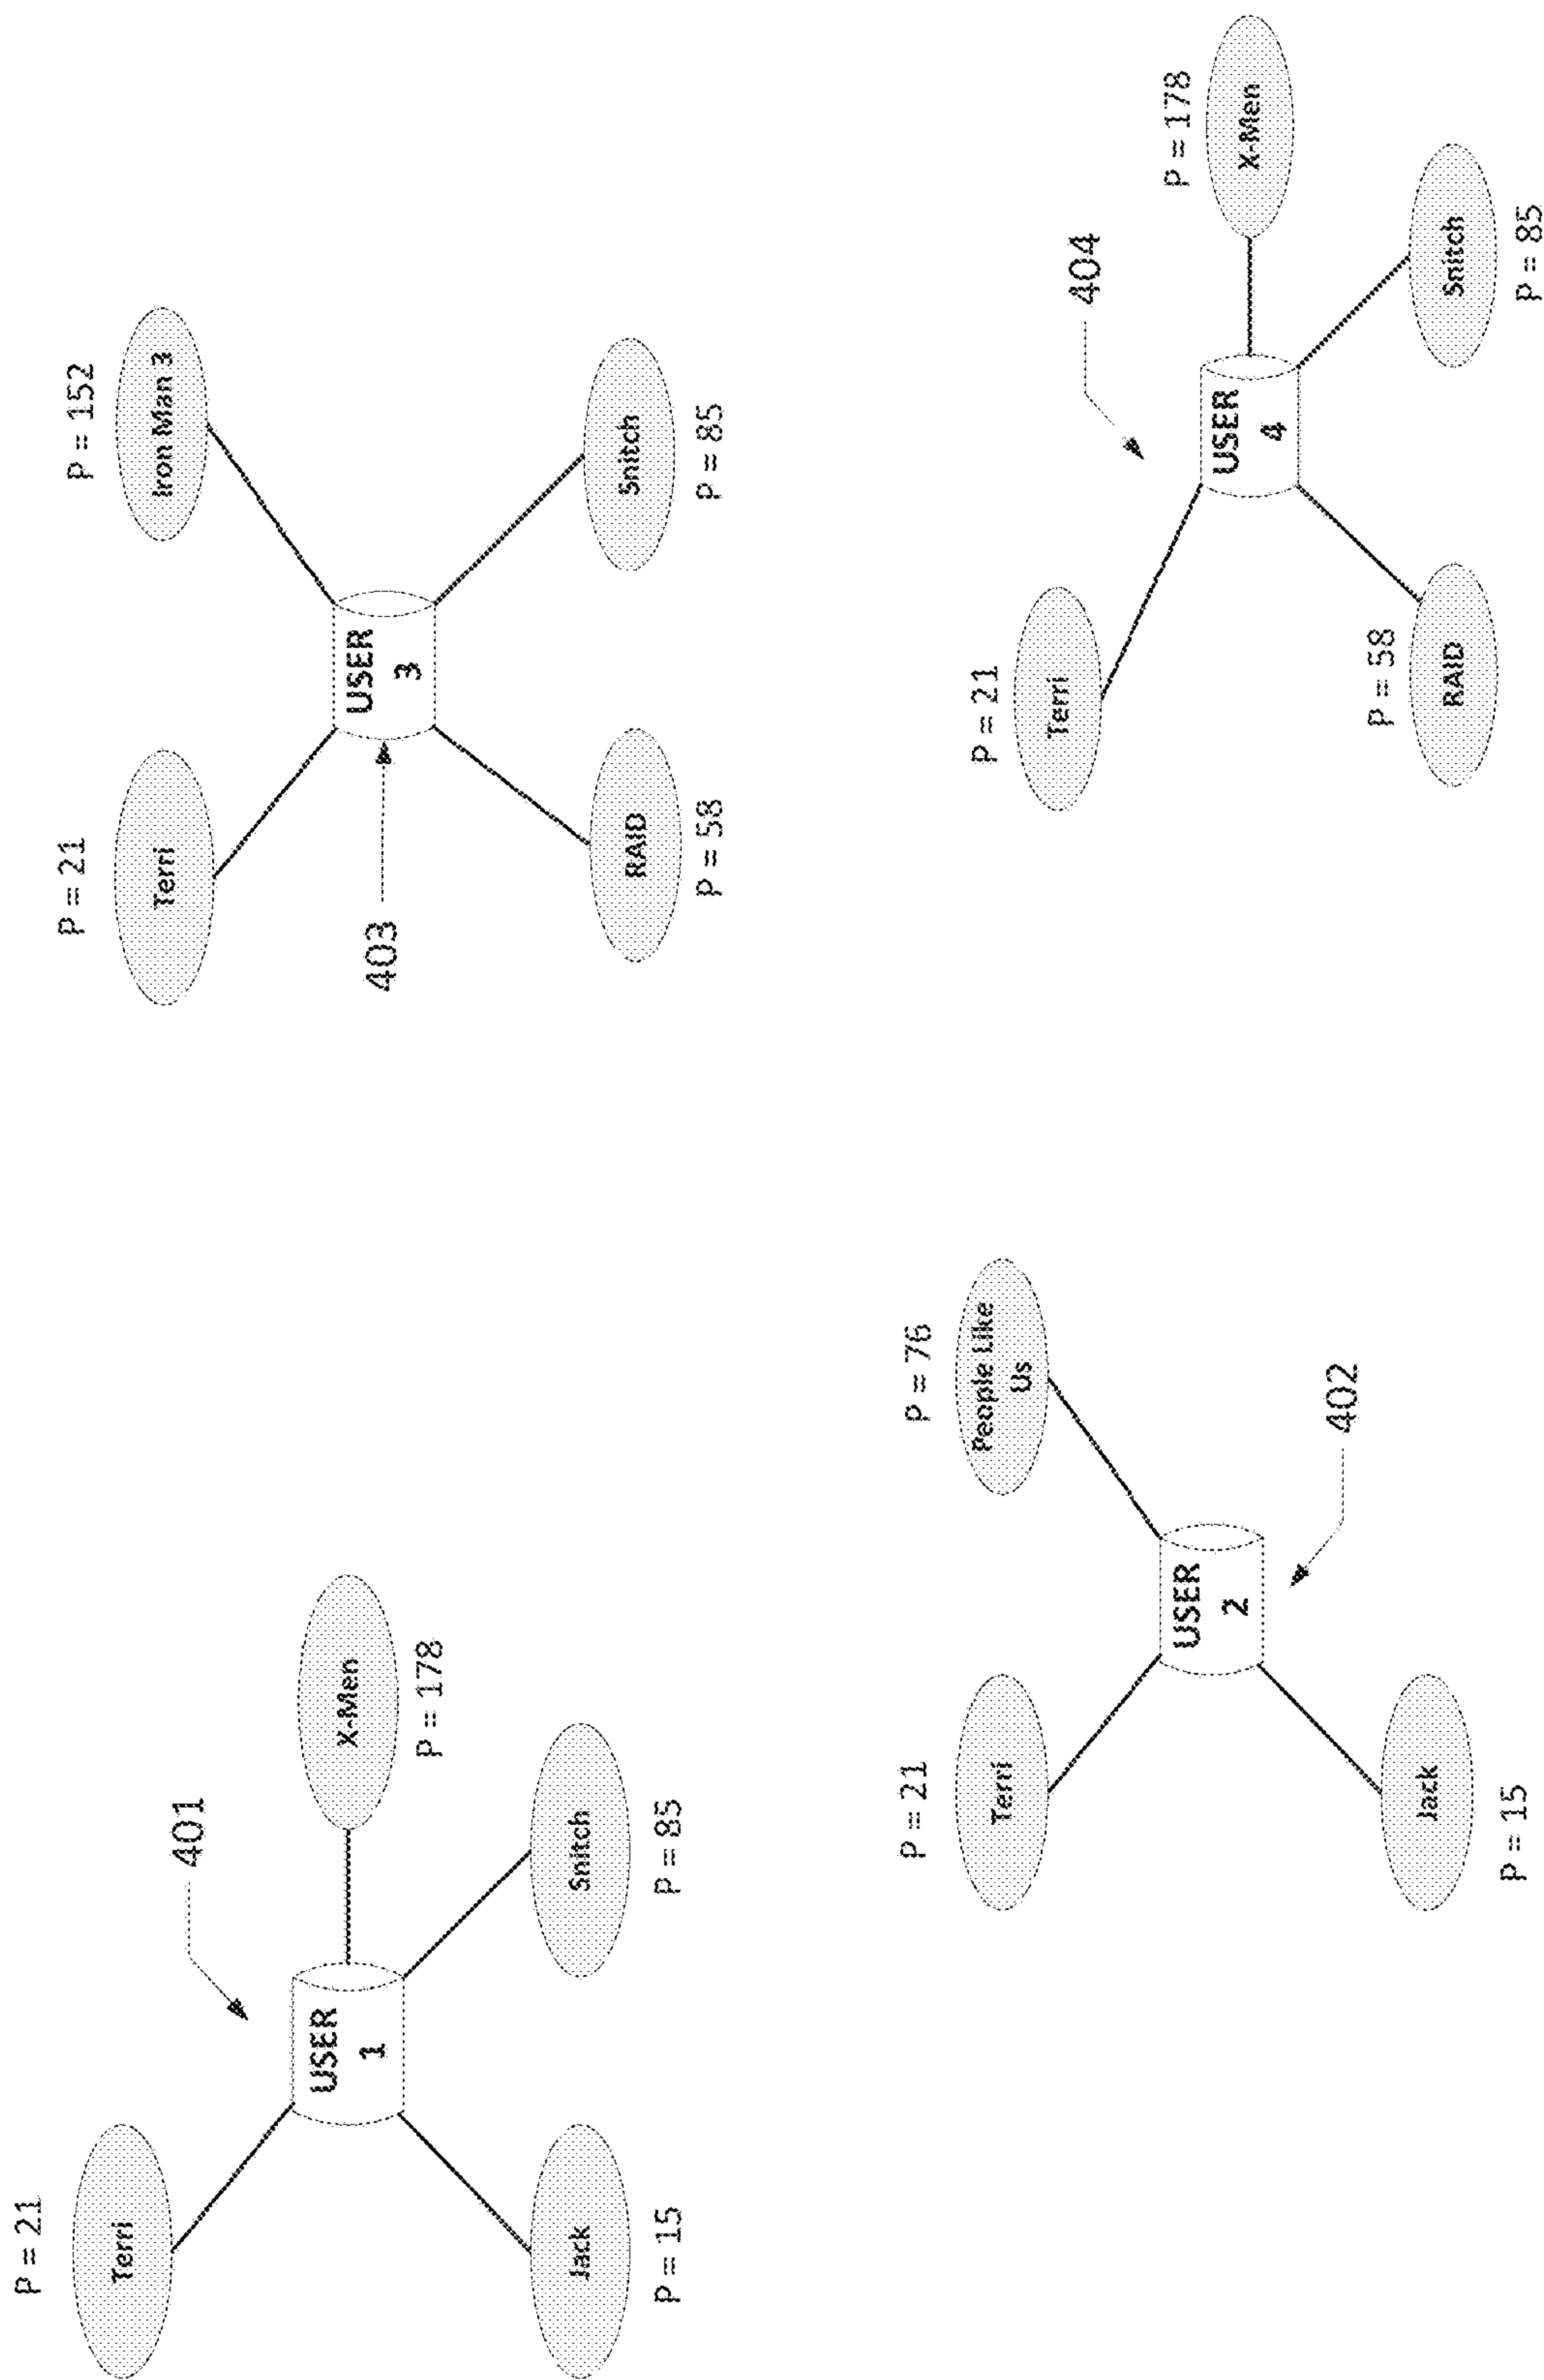 P = 21
Terri
401
USER
1
X-Men
P = 178
Jack
P = 15
Snitch
P = 85
P = 21
Terri
P = 152
Iron Man 3
403
USER
3
RAID
P = 58
Snitch
P = 85
P = 21
Terri
P = 76
People Like
Us
USER
2
402
Jack
P = 15
P = 21
Terri
404
P = 178
X-Men
USER
4
P = 58
RAID
Snitch
P = 85